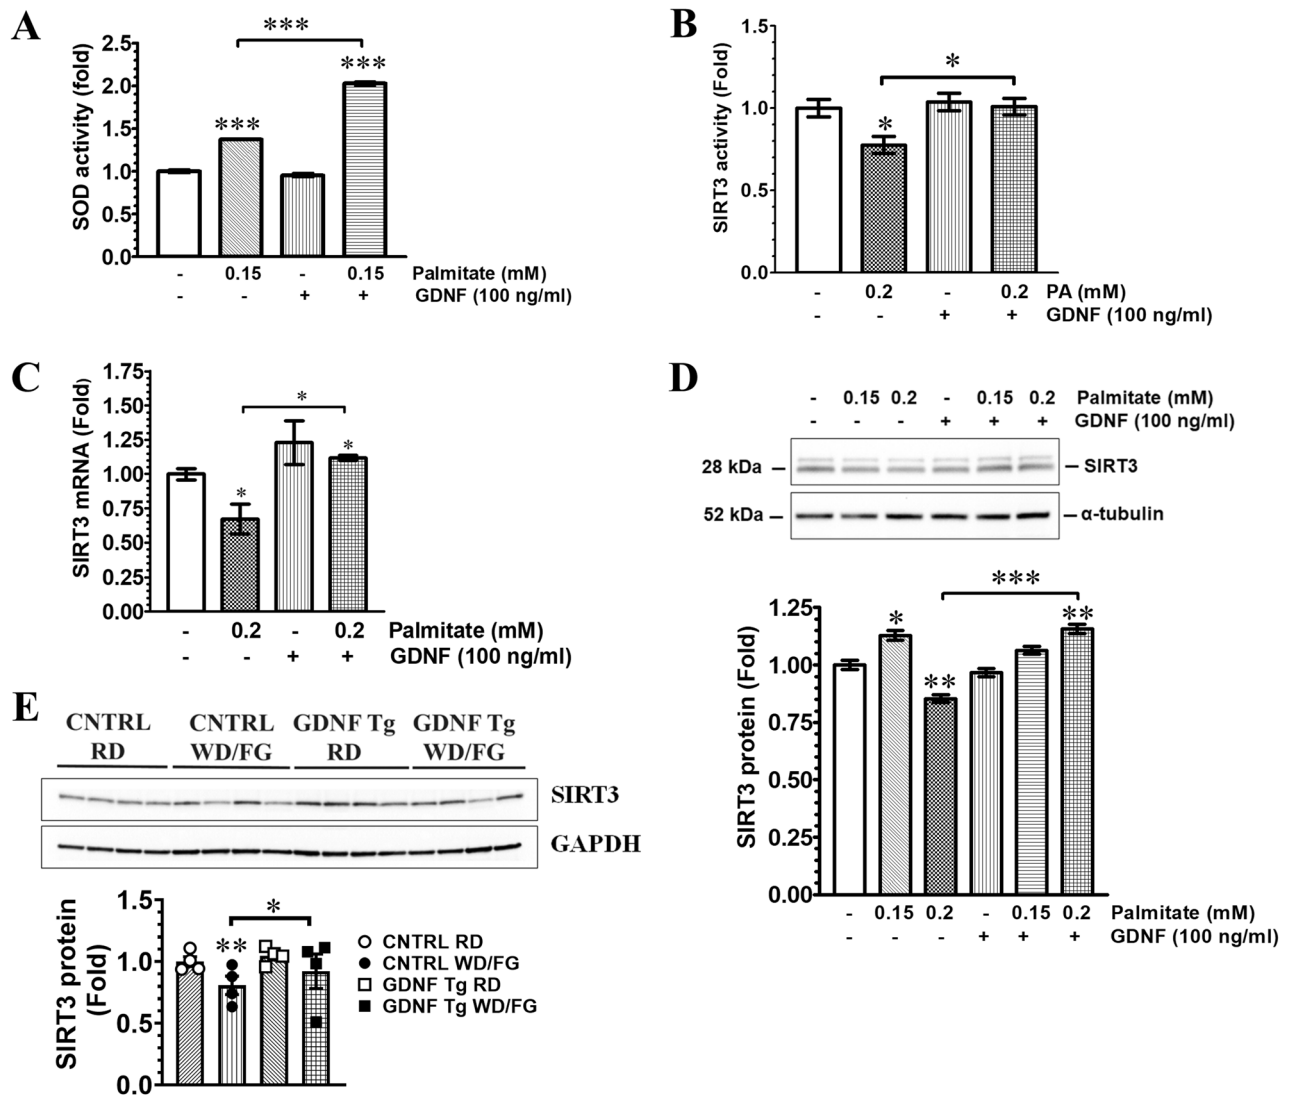 A
SOD activity (fold)
2.5
2.0
1.5
1.0
0.5
0.0
***
***
***
- 0.15 - 0.15 Palmitate (mM)
- - + + GDNF (100 ng/ml)
B
SIRT3 activity (Fold)
1.5
1.0
0.5
0.0
*
*
- 0.2 - 0.2 PA (mM)
- - + + GDNF (100 ng/ml)
C
SIRT3 mRNA (Fold)
1.75
1.50
1.25
1.00
0.75
0.50
0.25
0.00
*
*
*
- 0.2 - 0.2 Palmitate (mM)
- - + + GDNF (100 ng/ml)
D
- 0.15 0.2 - 0.15 0.2 Palmitate (mM)
- - - + + + GDNF (100 ng/ml)
28 kDa – – SIRT3
52 kDa – – α-tubulin
SIRT3 protein (Fold)
1.25
1.00
0.75
0.50
0.25
0.00
***
*
**
**
- 0.15 0.2 - 0.15 0.2 Palmitate (mM)
- - - + + + GDNF (100 ng/ml)
E
CNTRL RD
CNTRL WD/FG
GDNF Tg RD
GDNF Tg WD/FG
SIRT3
GAPDH
SIRT3 protein
(Fold)
1.5
1.0
0.5
0.0
*
**
CNTRL RD
CNTRL WD/FG
GDNF Tg RD
GDNF Tg WD/FG